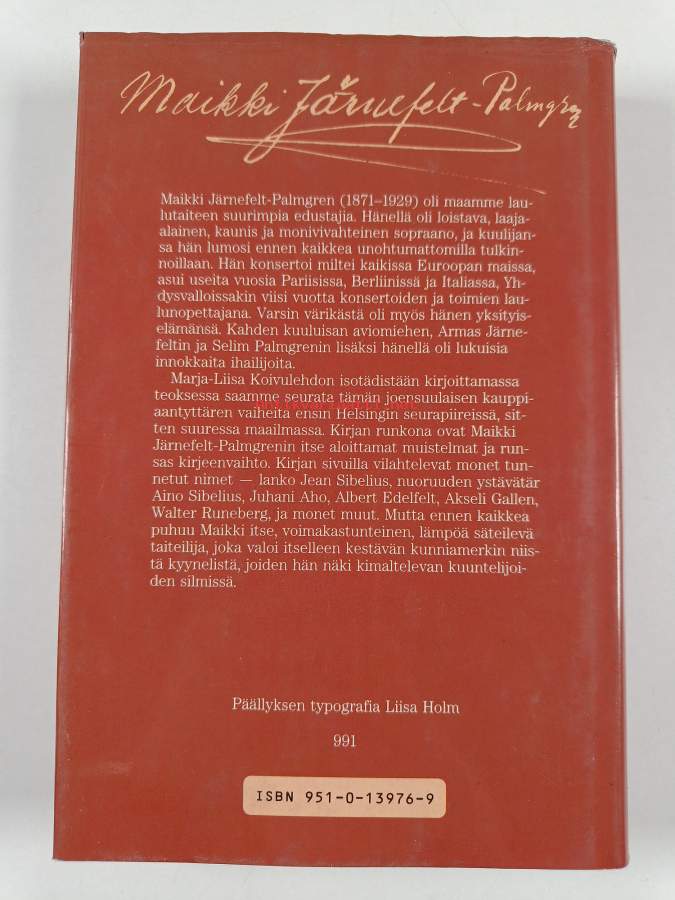 Maikki Järnefelt-Palmgren
Maikki Järnefelt-Palmgren (1871–1929) oli maamme lau-
lutaiteen suurimpia edustajia. Hänellä oli loistava, laaja-
alainen, kaunis ja monivivahteinen sopraano, ja kuulijan-
sa hän lumosi ennen kaikkea unohtumattomilla tulkin-
noillaan. Hän konsertoi miltei kaikissa Euroopan maissa,
asui useita vuosia Pariisissa, Berliinissä ja Italiassa, Yh-
dysvalloissakin viisi vuotta konsertoiden ja toimien lau-
lunopettajana. Varsin värikästä oli myös hänen yksityis-
elämänsä. Kahden kuuluisan aviomiehen, Armas Järne-
feltin ja Selim Palmgrenin lisäksi hänellä oli lukuisia
innokkaita ihailijoita.
Marja-Liisa Koivulehdon isotädistään kirjoittamassa
teoksessa saamme seurata tämän joensuulaisen kauppi-
aantyttären vaiheita ensin Helsingin seurapiireissä, sit-
ten suuressa maailmassa. Kirjan runkona ovat Maikki
Järnefelt-Palmgrenin itse aloittamat muistelmat ja run-
sas kirjeenvaihto. Kirjan sivuilla vilahtelevat monet tun-
netut nimet — lanko Jean Sibelius, nuoruuden ystävätär
Aino Sibelius, Juhani Aho, Albert Edelfelt, Akseli Gallen,
Walter Runeberg, ja monet muut. Mutta ennen kaikkea
puhuu Maikki itse, voimakastunteinen, lämpöä säteilevä
taiteilija, joka valoi itselleen kestävän kunniamerkin niis-
tä kyynelistä, joiden hän näki kimaltelevan kuuntelijoi-
den silmissä.
Päällyksen typografia Liisa Holm
991
ISBN 951-0-13976-9